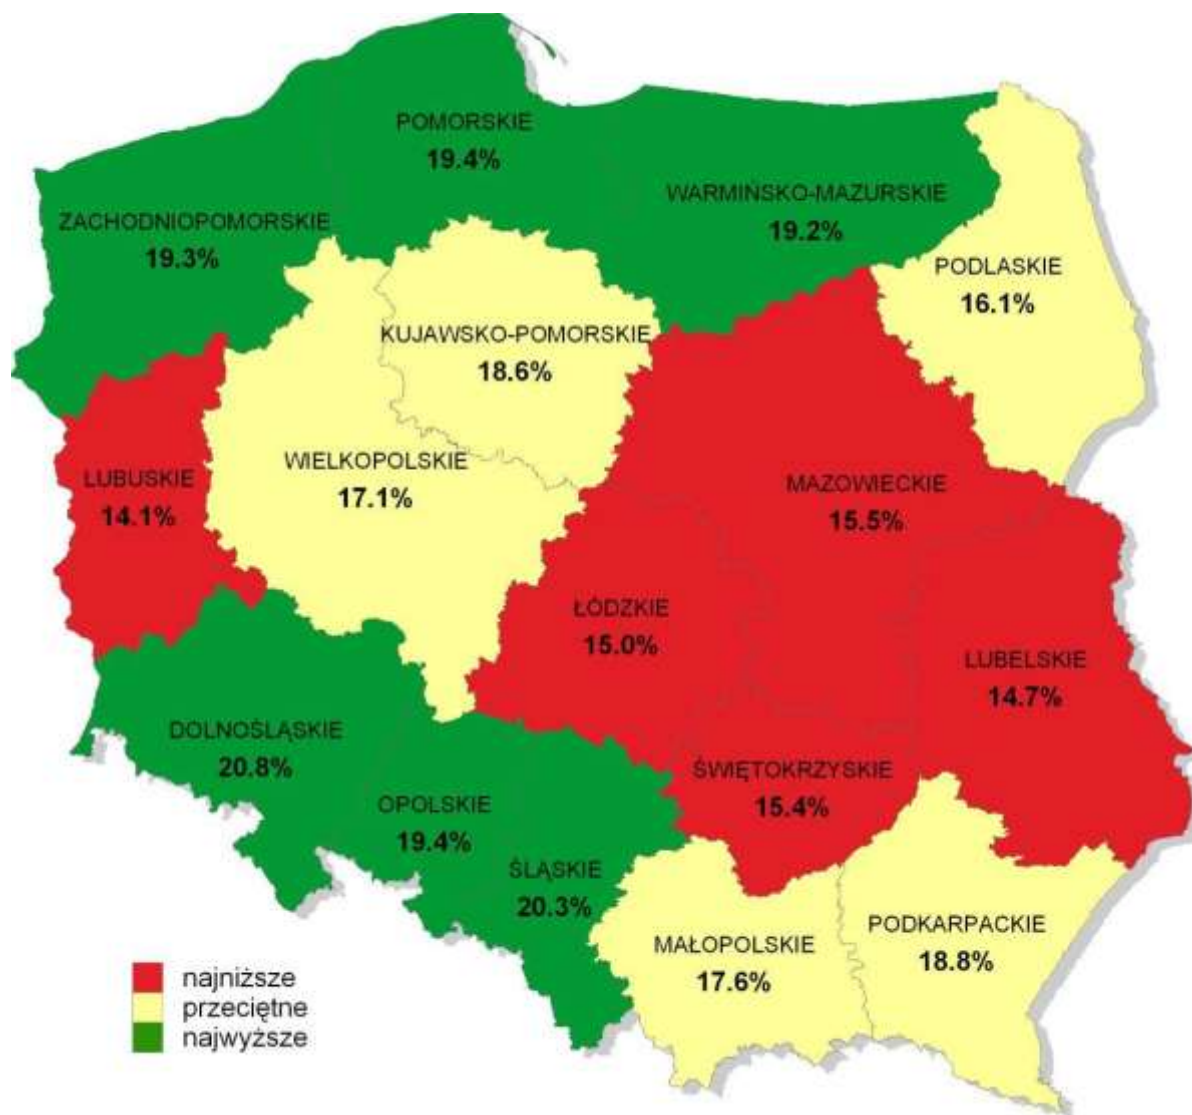 POMORSKIE
19.4%
WARMIŃSKO-MAZURSKIE
19.2%
ZACHODNIOPOMORSKIE
19.3%
PODLASKIE
16.1%
KUJAWSKO-POMORSKIE
18.6%
WIELKOPOLSKIE
17.1%
LUBUSKIE
14.1%
MAZOWIECKIE
15.5%
ŁÓDZKIE
15.0%
LUBELSKIE
14.7%
DOLNOŚLĄSKIE
20.8%
OPOLSKIE
19.4%
ŚWIĘTOKRZYSKIE
15.4%
ŚLĄSKIE
20.3%
MAŁOPOLSKIE
17.6%
PODKARPACKIE
18.8%
najniższe
przeciętne
najwyższe